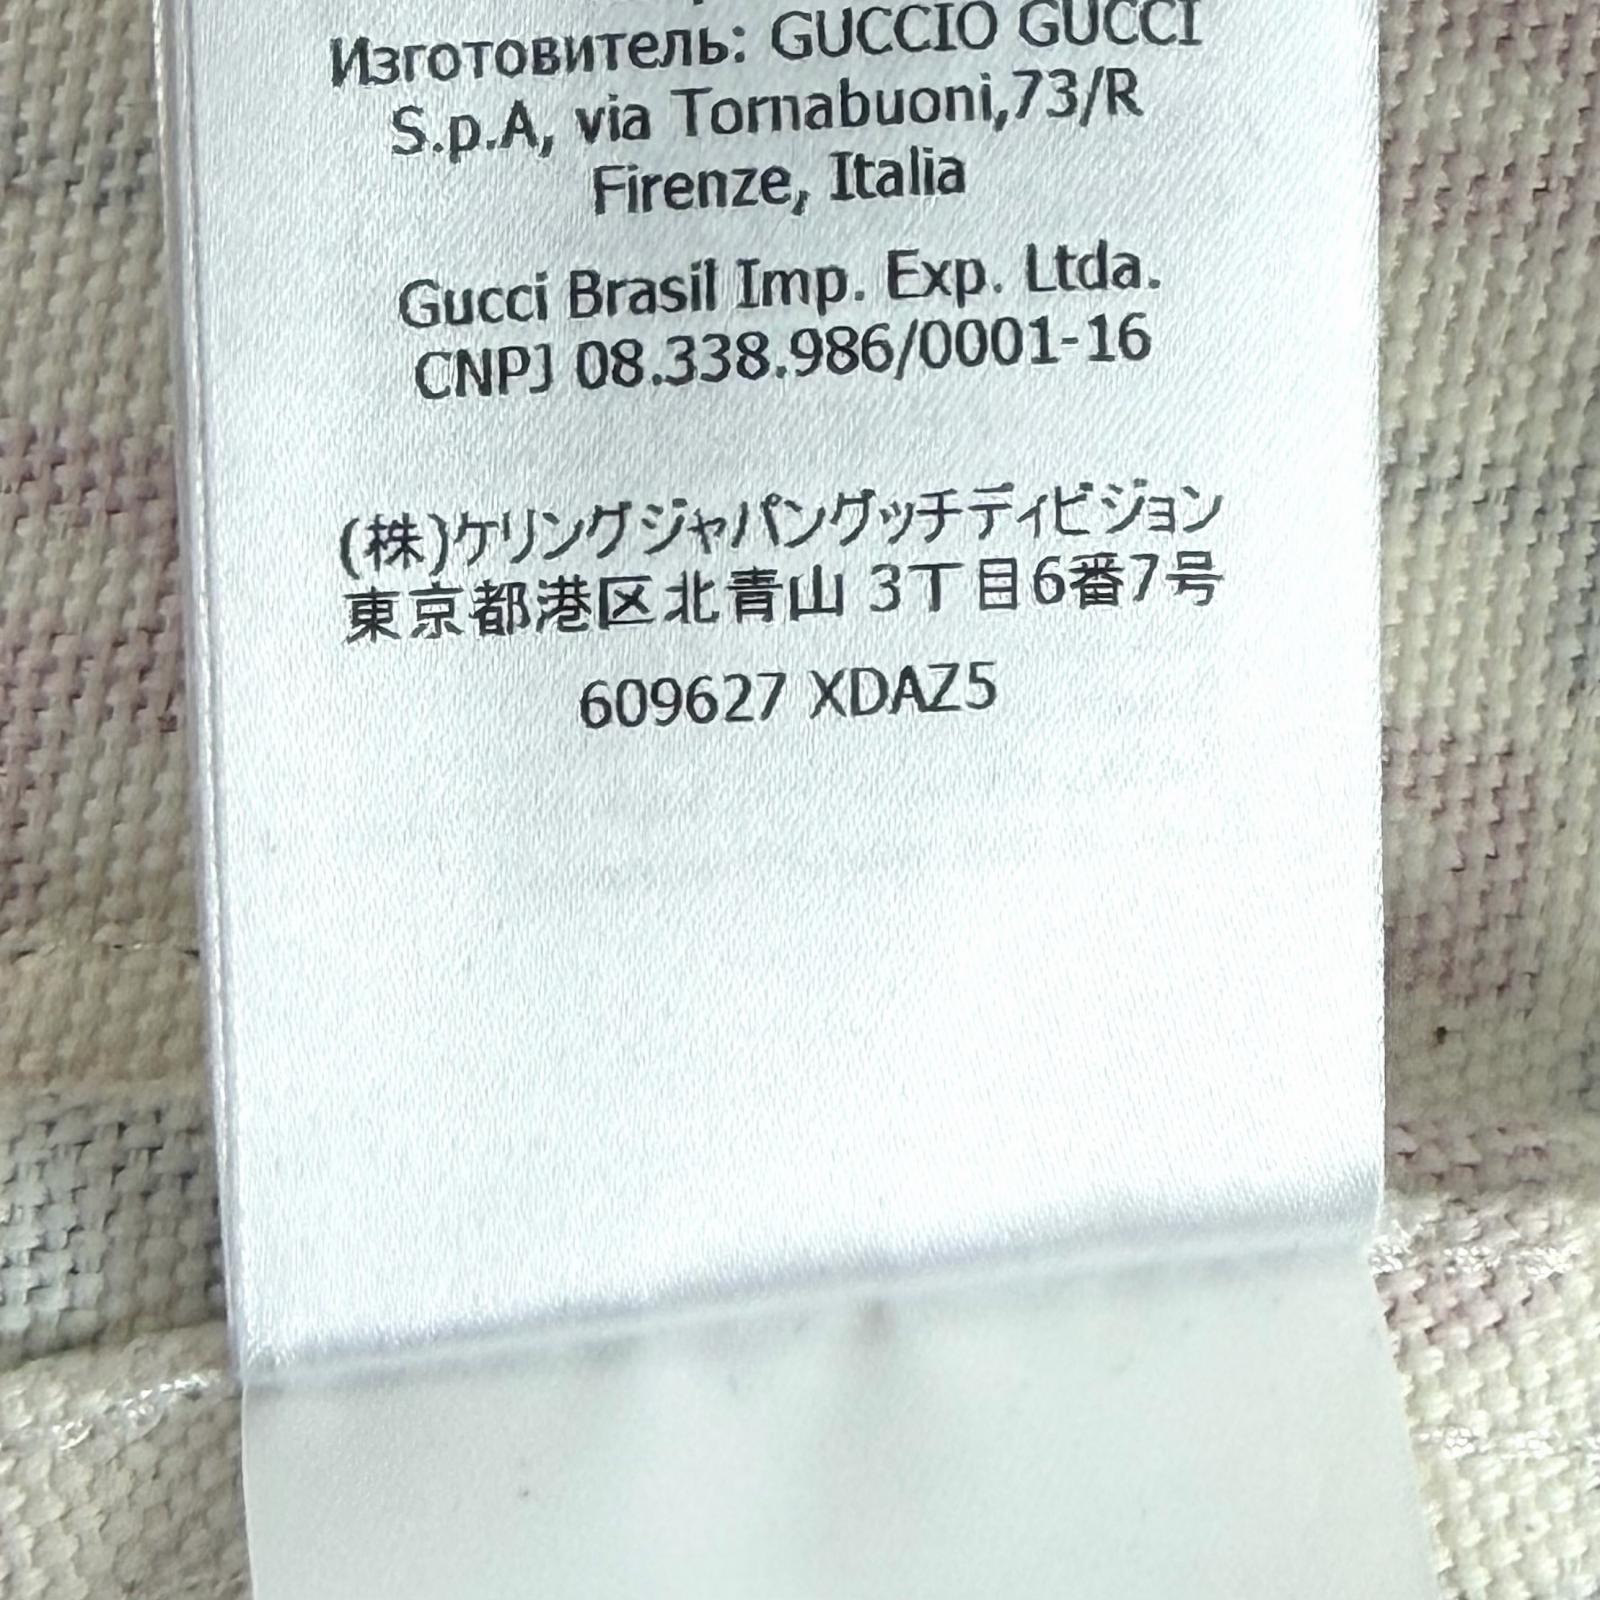 Изготовитель: GUCCIO GUCCI
S.p.A, via Tornabuoni,73/R
Firenze, Italia
Gucci Brasil Imp. Exp. Ltda.
CNPJ 08.338.986/0001-16
(株)ケリングジャパングッチディビジョン
東京都港区北青山 3丁目6番7号
609627 XDAZ5